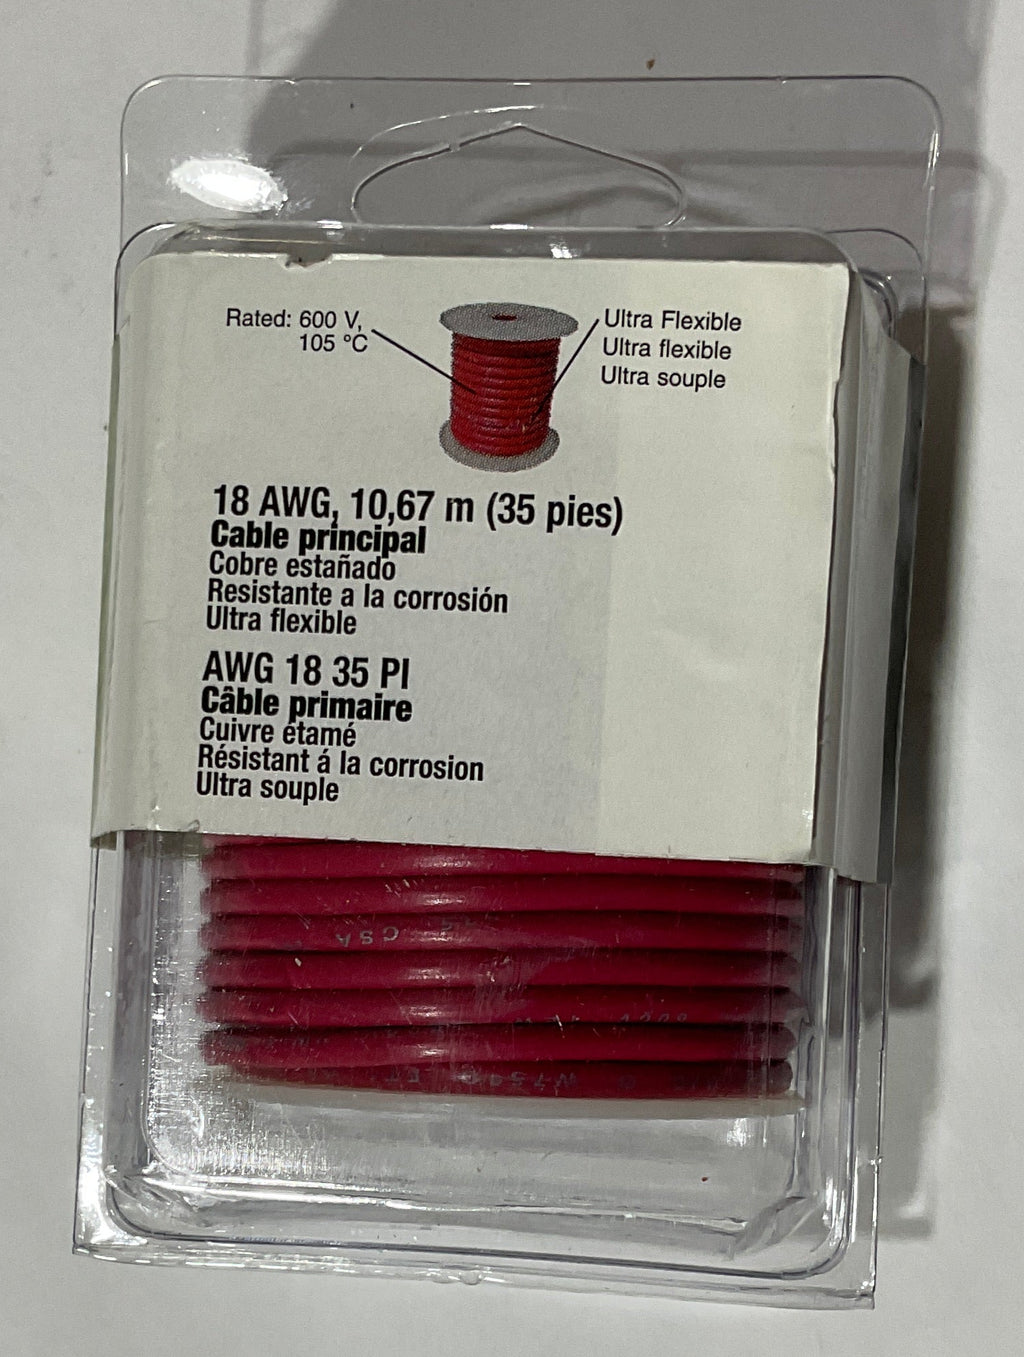 Rated: 600 V,
105 °C
Ultra Flexible
Ultra flexible
Ultra souple
18 AWG, 10,67 m (35 pies)
Cable principal
Cobre estañado
Resistante a la corrosión
Ultra flexible
AWG 18 35 PI
Câble primaire
Cuivre étamé
Résistant á la corrosion
Ultra souple
CSA